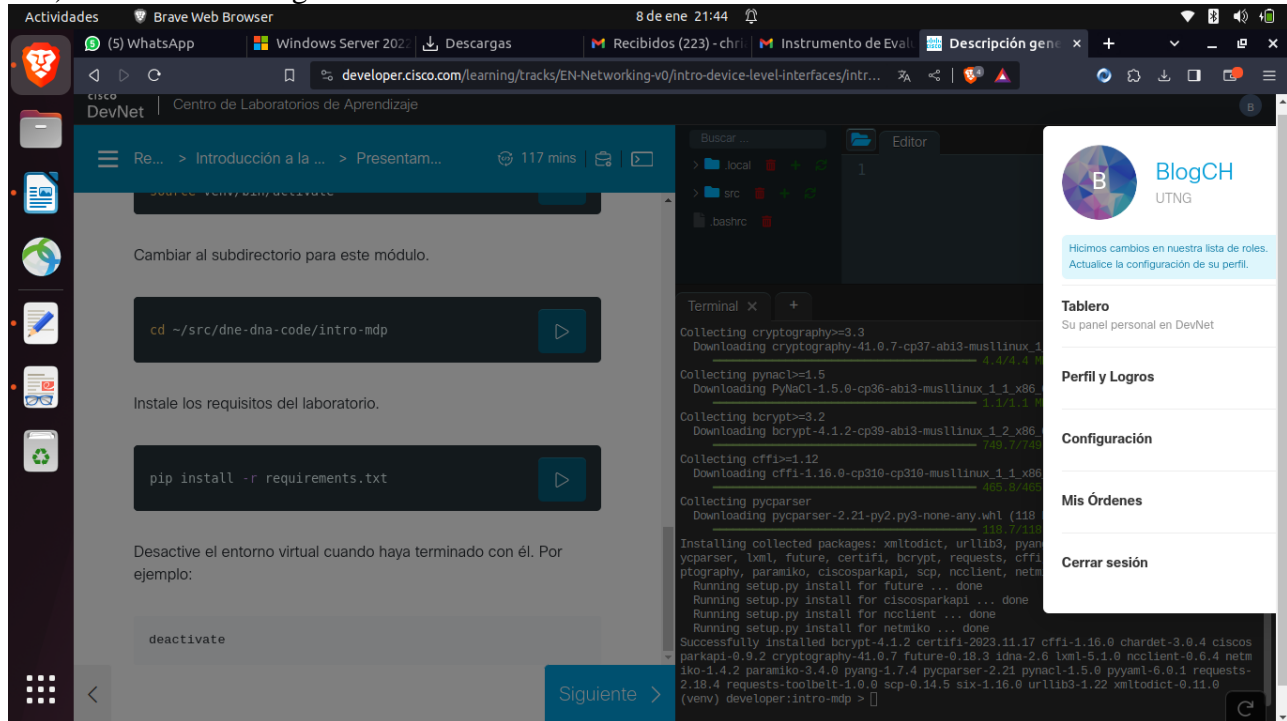 Actividades
Brave Web Browser
8 de ene 21:44
(5) WhatsApp
Windows Server 2022
Descargas
Recibidos (223) - chri
Instrumento de Evalu
Descripción gene
developer.cisco.com/learning/tracks/EN-Networking-v0/intro-device-level-interfaces/intr...
cisco
DevNet
Centro de Laboratorios de Aprendizaje
B
Re... > Introducción a la ... > Presentam...
117 mins
source venv/bin/activate
Cambiar al subdirectorio para este módulo.
cd ~/src/dne-dna-code/intro-mdp
Instale los requisitos del laboratorio.
pip install -r requirements.txt
Desactive el entorno virtual cuando haya terminado con él. Por
ejemplo:
deactivate
Siguiente >
Buscar ...
.local
src
.bashrc
Editor
1
Terminal
Collecting cryptography>=3.3
Downloading cryptography-41.0.7-cp37-abi3-musllinux_1
4.4/4.4 M
Collecting pynacl>=1.5
Downloading PyNaCl-1.5.0-cp36-abi3-musllinux_1_1_x86_
1.1/1.1 M
Collecting bcrypt>=3.2
Downloading bcrypt-4.1.2-cp39-abi3-musllinux_1_2_x86_
749.7/749
Collecting cffi>=1.12
Downloading cffi-1.16.0-cp310-cp310-musllinux_1_1_x86
465.8/465
Collecting pycparser
Downloading pycparser-2.21-py2.py3-none-any.whl (118
118.7/118
Installing collected packages: xmltodict, urllib3, pyan
ycparser, lxml, future, certifi, bcrypt, requests, cffi
ptography, paramiko, ciscosparkapi, scp, ncclient, netm
Running setup.py install for future ... done
Running setup.py install for ciscosparkapi ... done
Running setup.py install for ncclient ... done
Running setup.py install for netmiko ... done
Successfully installed bcrypt-4.1.2 certifi-2023.11.17 cffi-1.16.0 chardet-3.0.4 ciscos
parkapi-0.9.2 cryptography-41.0.7 future-0.18.3 idna-2.6 lxml-5.1.0 ncclient-0.6.4 netm
iko-1.4.2 paramiko-3.4.0 pyang-1.7.4 pycparser-2.21 pynacl-1.5.0 pyyaml-6.0.1 requests-
2.18.4 requests-toolbelt-1.0.0 scp-0.14.5 six-1.16.0 urllib3-1.22 xmltodict-0.11.0
(venv) developer:intro-mdp >
B
BlogCH
UTNG
Hicimos cambios en nuestra lista de roles.
Actualice la configuración de su perfil.
Tablero
Su panel personal en DevNet
Perfil y Logros
Configuración
Mis Órdenes
Cerrar sesión